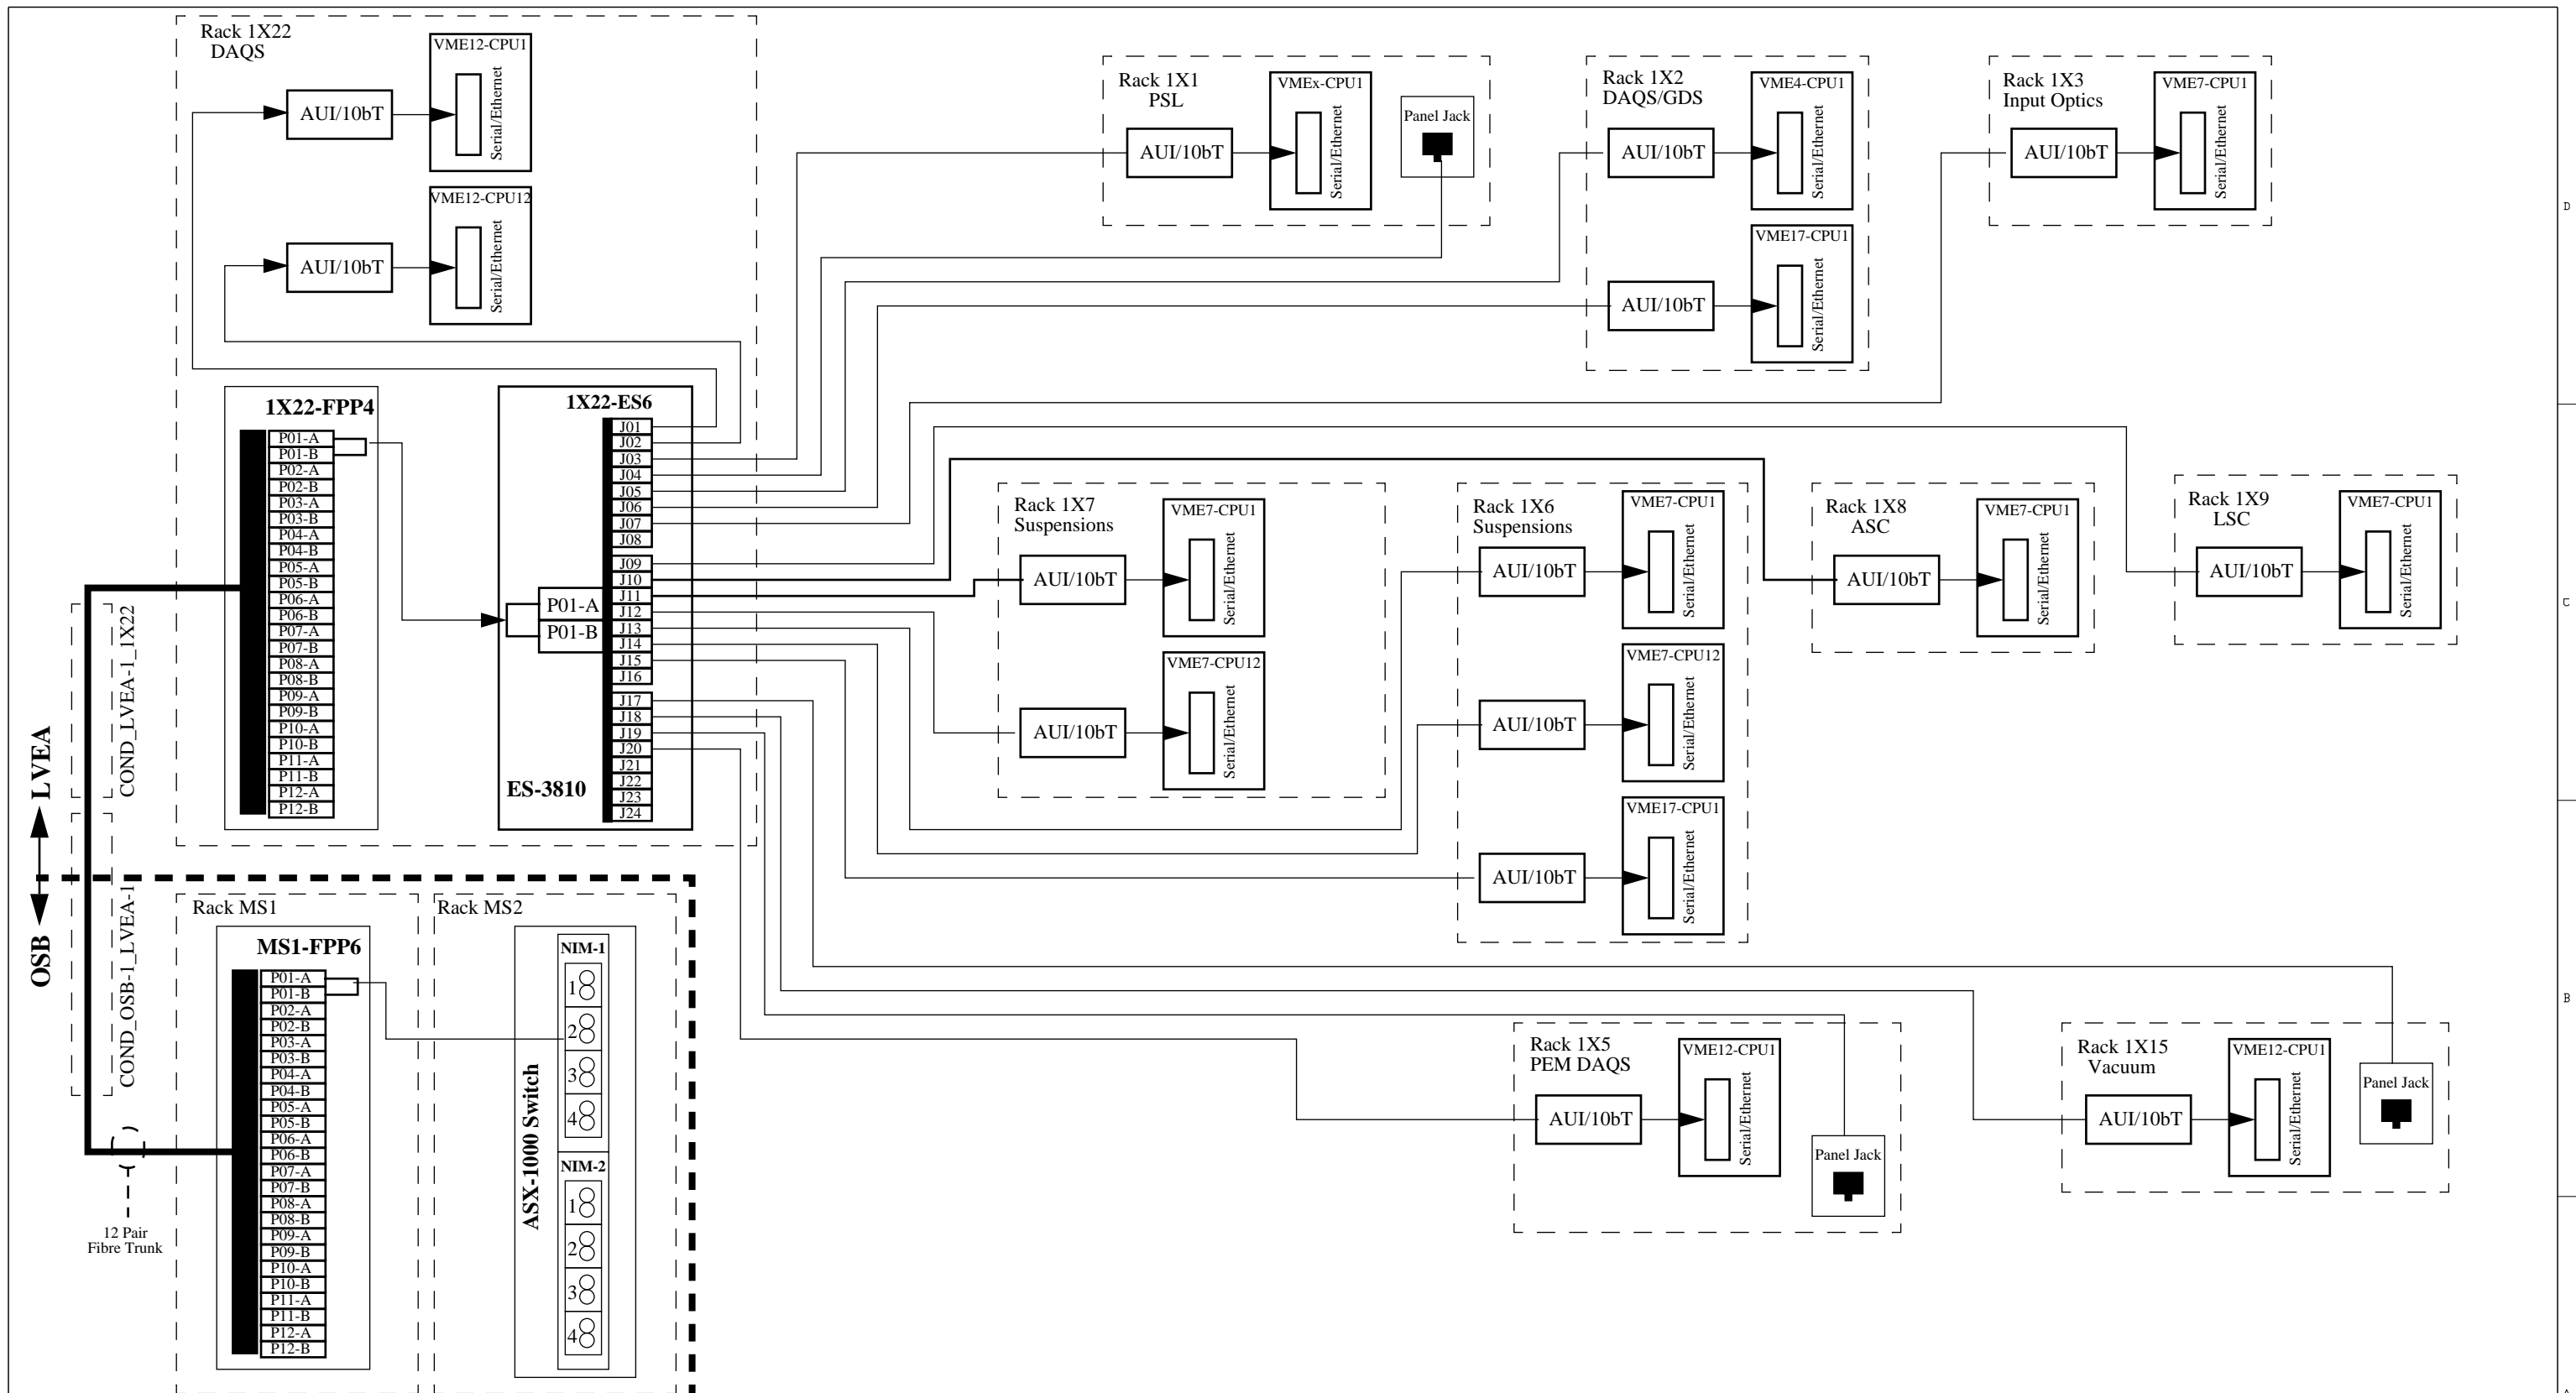 Rack 1X22
DAQS
VME12-CPU1
Serial/Ethernet
AUI/10bT
VME12-CPU12
Serial/Ethernet
AUI/10bT
Rack 1X1
PSL
VMEx-CPU1
Serial/Ethernet
AUI/10bT
Panel Jack
Rack 1X2
DAQS/GDS
VME4-CPU1
Serial/Ethernet
AUI/10bT
VME17-CPU1
Serial/Ethernet
AUI/10bT
Rack 1X3
Input Optics
VME7-CPU1
Serial/Ethernet
AUI/10bT
D
1X22-FPP4
P01-A
P01-B
P02-A
P02-B
P03-A
P03-B
P04-A
P04-B
P05-A
P05-B
P06-A
P06-B
P07-A
P07-B
P08-A
P08-B
P09-A
P09-B
P10-A
P10-B
P11-A
P11-B
P12-A
P12-B
1X22-ES6
J01
J02
J03
J04
J05
J06
J07
J08
J09
J10
J11
J12
J13
J14
J15
J16
J17
J18
J19
J20
J21
J22
J23
J24
P01-A
P01-B
ES-3810
Rack 1X7
Suspensions
VME7-CPU1
Serial/Ethernet
AUI/10bT
VME7-CPU12
Serial/Ethernet
AUI/10bT
Rack 1X6
Suspensions
VME7-CPU1
Serial/Ethernet
AUI/10bT
VME7-CPU12
Serial/Ethernet
AUI/10bT
VME17-CPU1
Serial/Ethernet
AUI/10bT
Rack 1X8
ASC
VME7-CPU1
Serial/Ethernet
AUI/10bT
Rack 1X9
LSC
VME7-CPU1
Serial/Ethernet
AUI/10bT
C
COND_LVEA-1_1X22
LVEA
OSB
COND_OSB-1_LVEA-1
12 Pair
Fibre Trunk
Rack MS1
MS1-FPP6
P01-A
P01-B
P02-A
P02-B
P03-A
P03-B
P04-A
P04-B
P05-A
P05-B
P06-A
P06-B
P07-A
P07-B
P08-A
P08-B
P09-A
P09-B
P10-A
P10-B
P11-A
P11-B
P12-A
P12-B
Rack MS2
ASX-1000 Switch
NIM-1
1
2
3
4
NIM-2
1
2
3
4
Rack 1X5
PEM DAQS
VME12-CPU1
Serial/Ethernet
AUI/10bT
Panel Jack
Rack 1X15
Vacuum
VME12-CPU1
Serial/Ethernet
AUI/10bT
Panel Jack
B